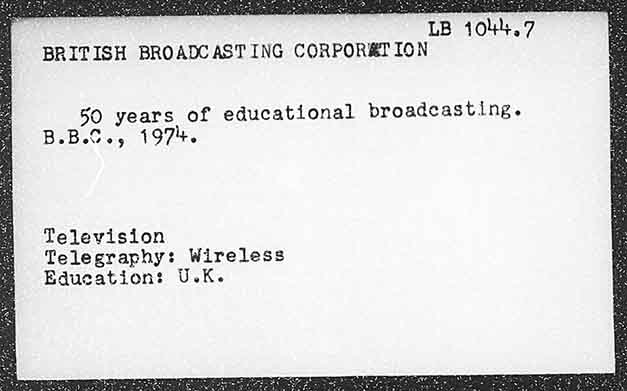 LB 1044.7
BRITISH BROADCASTING CORPORATION
50 years of educational broadcasting.
B.B.C., 1974.
Television
Telegraphy: Wireless
Education: U.K.